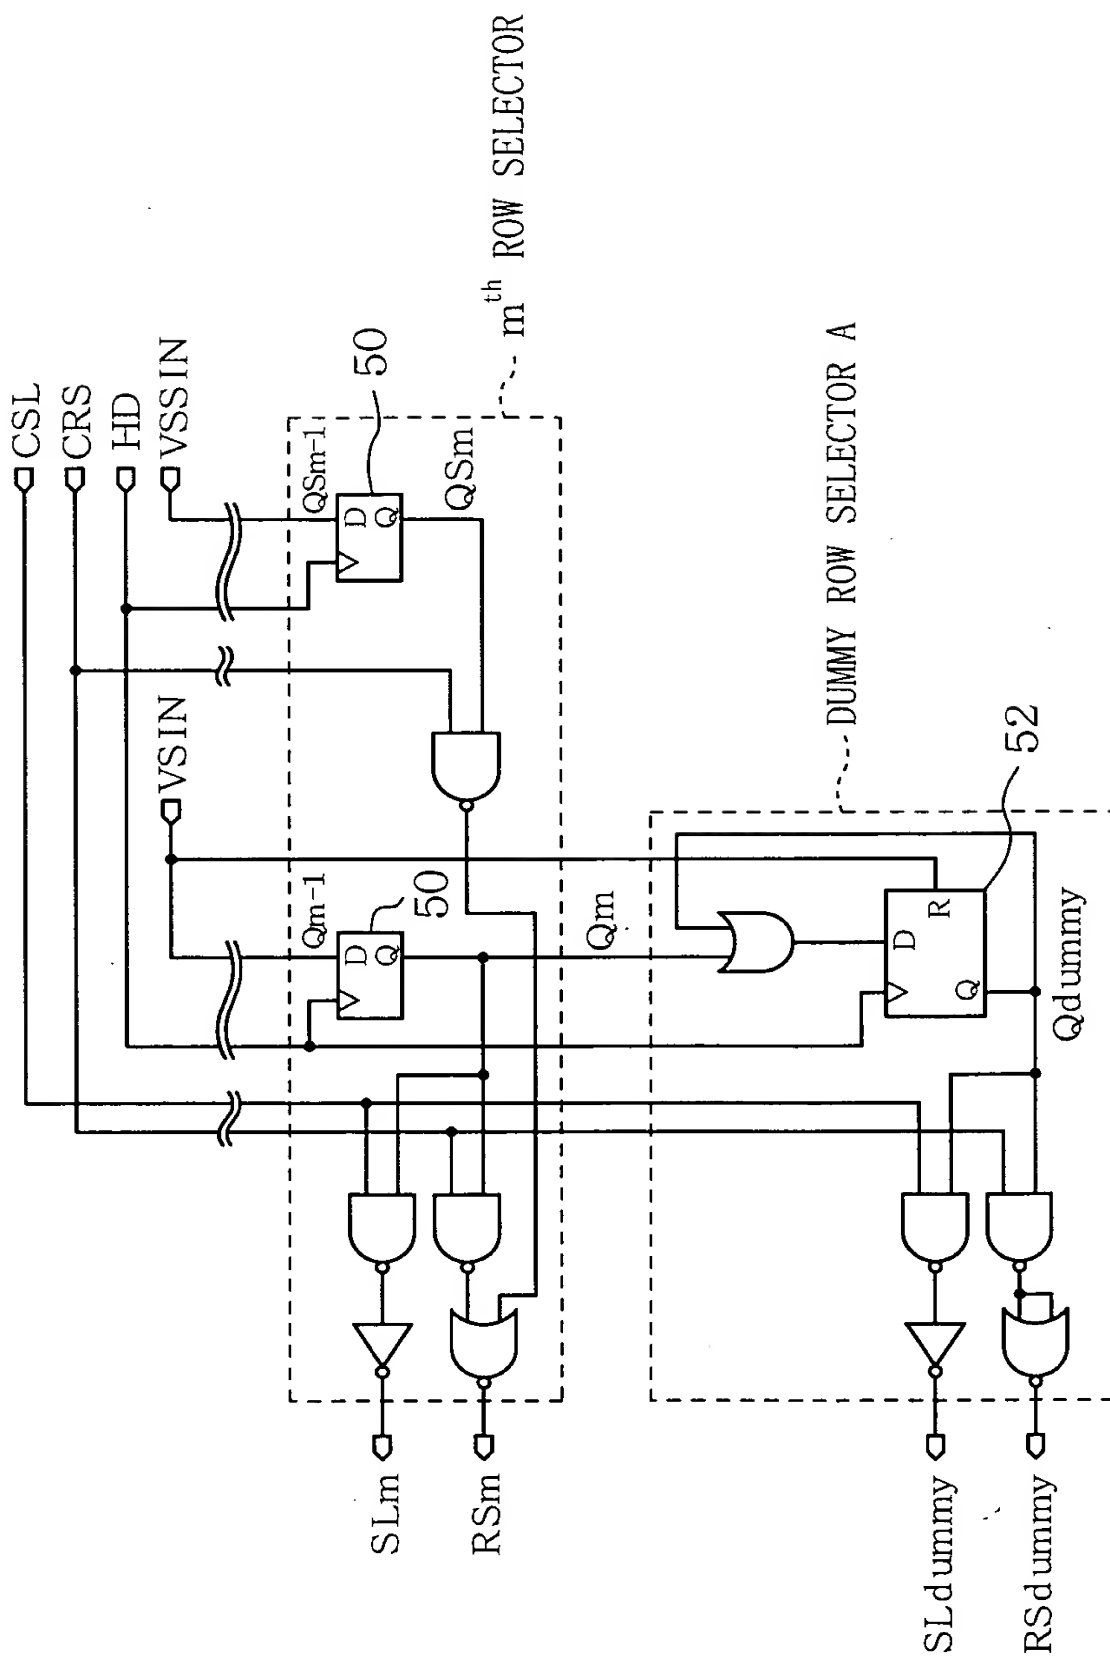 CSL
CRS
HD
VSSIN
VSIN
mth ROW SELECTOR
50
QSm-1
D
Q
QSm
Qm-1
50
D
Q
Qm
SLm
RSm
DUMMY ROW SELECTOR A
52
D
R
Q
Qdummy
SLdummy
RSdummy